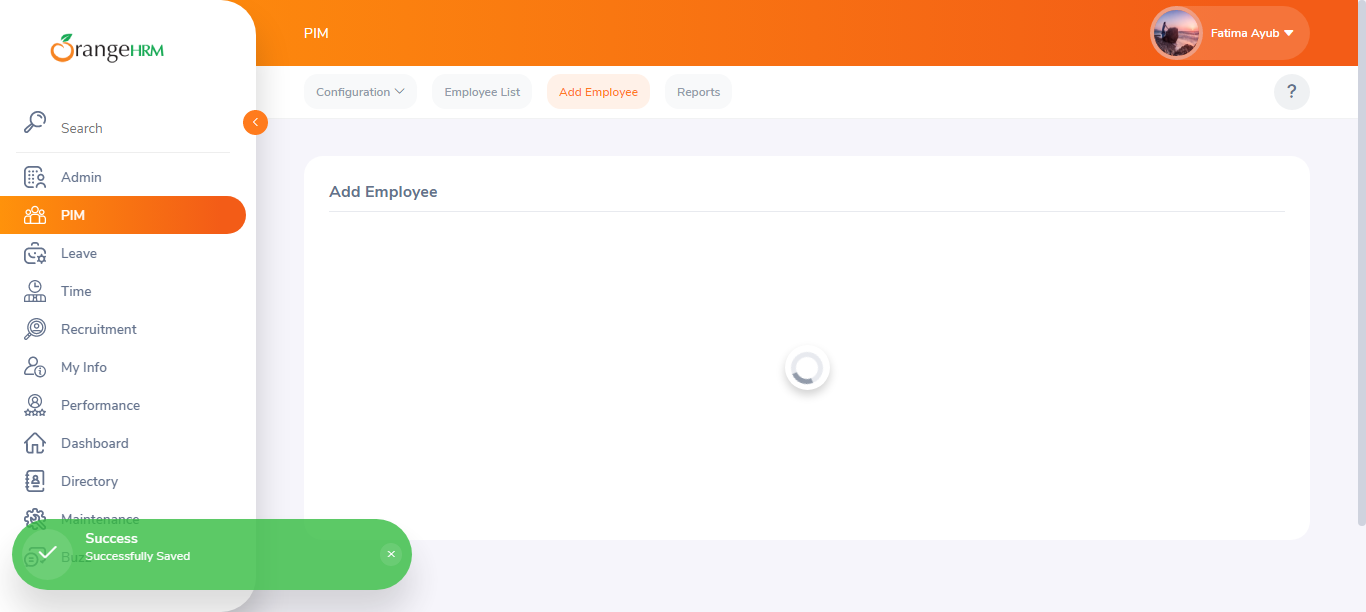 OrangeHRM
PIM
Fatima Ayub
Configuration
Employee List
Add Employee
Reports
?
Search
Admin
PIM
Leave
Time
Recruitment
My Info
Performance
Dashboard
Directory
Maintenance
Buzz
Add Employee
Success
Successfully Saved